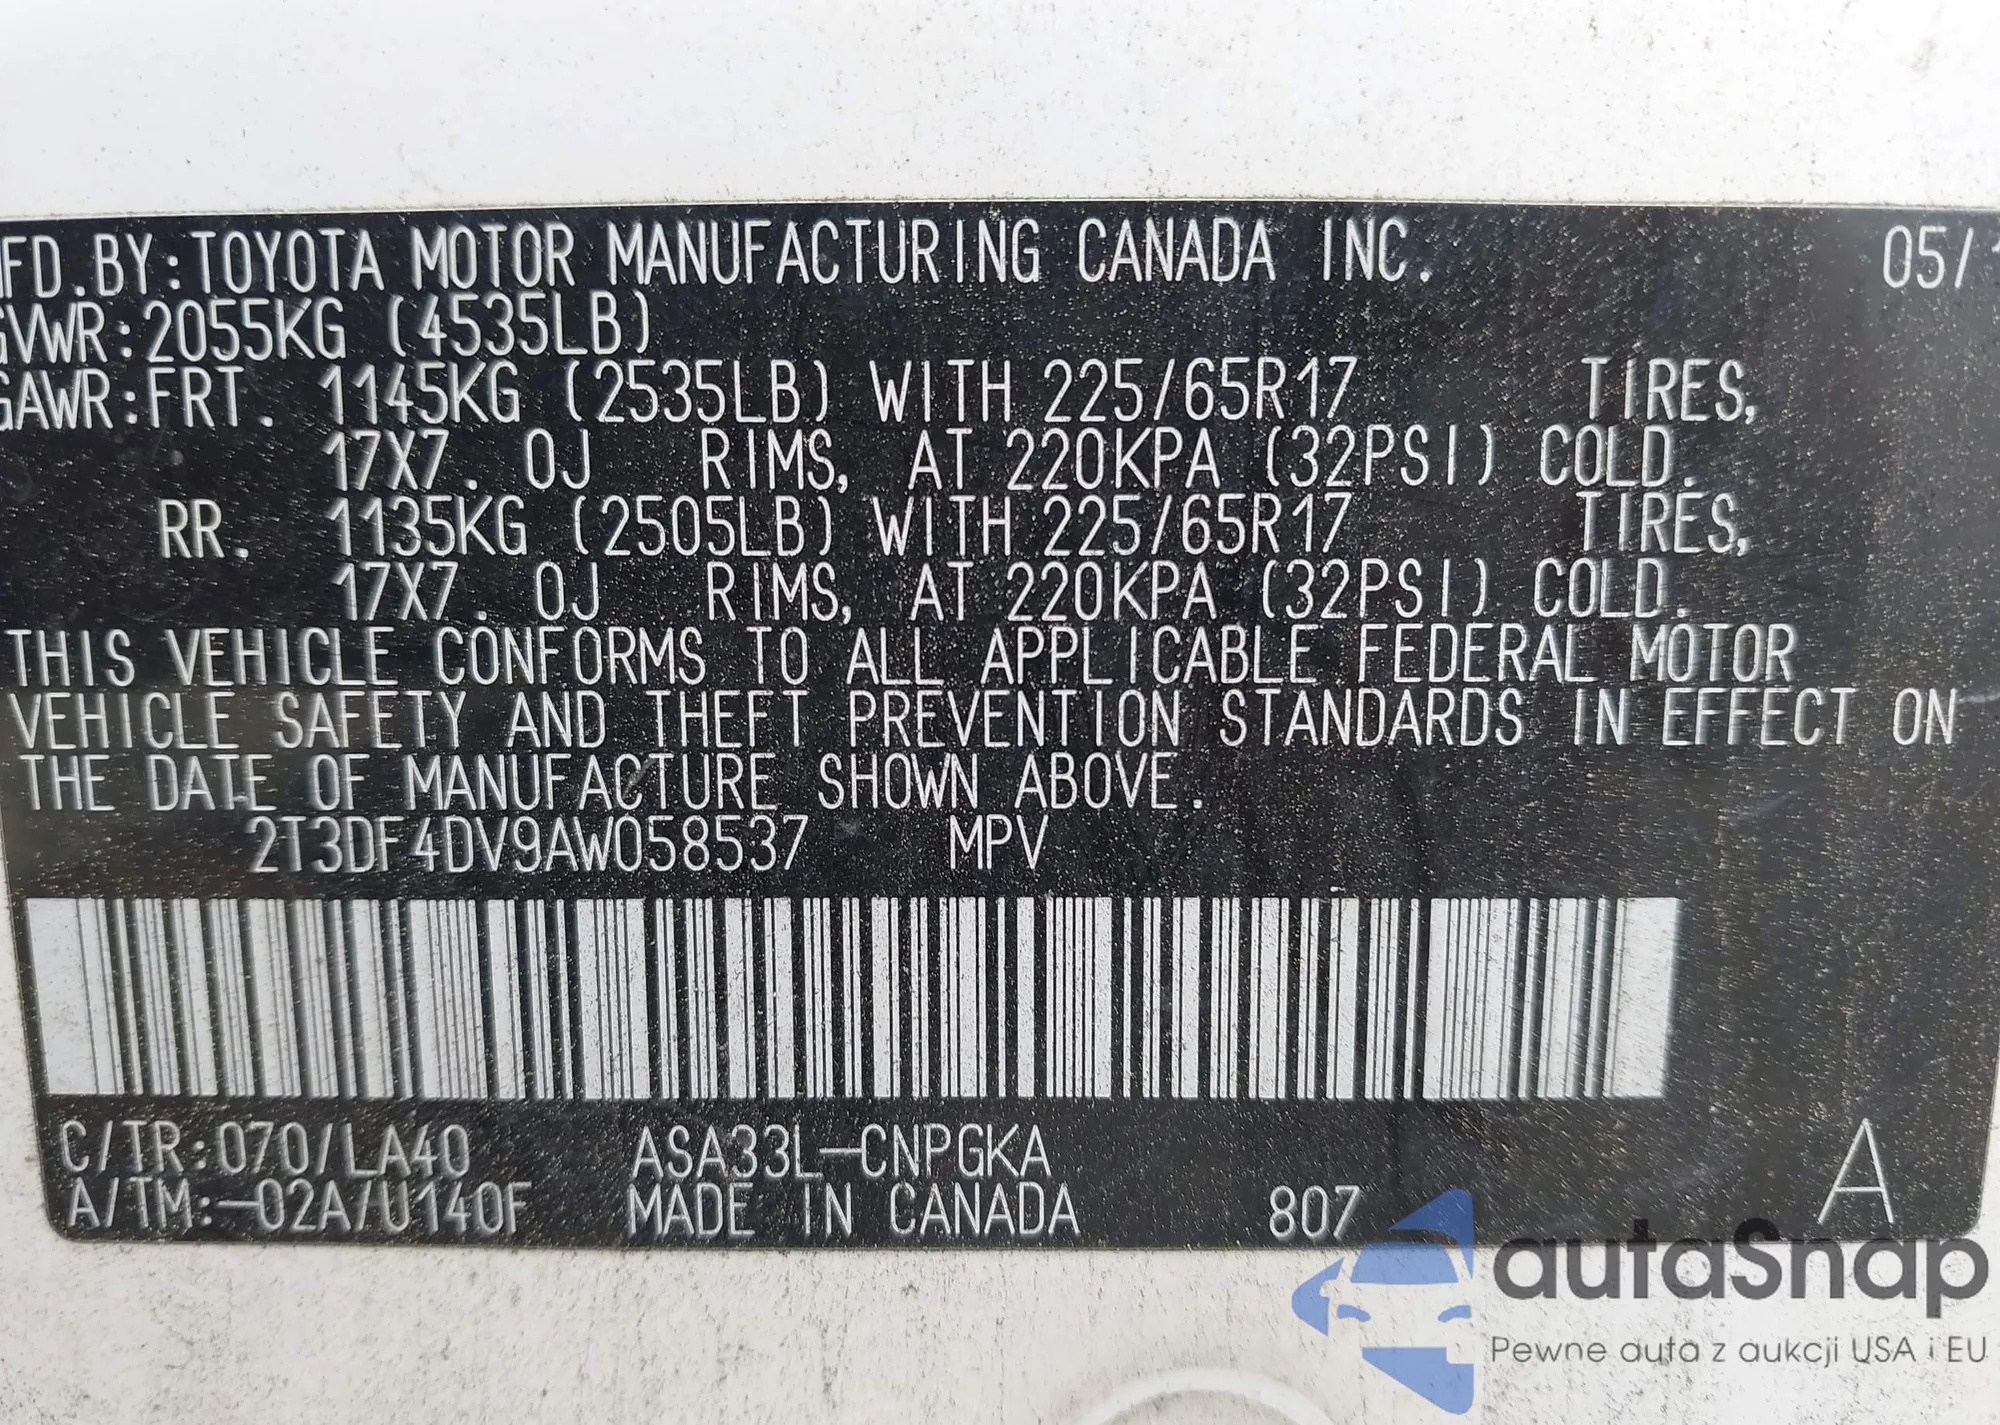 FD.BY:TOYOTA MOTOR MANUFACTURING CANADA INC. 05/1
GVWR:2055KG (4535LB)
GAWR:FRT. 1145KG (2535LB) WITH 225/65R17 TIRES,
17X7.0J RIMS, AT 220KPA (32PSI) COLD.
RR. 1135KG (2505LB) WITH 225/65R17 TIRES,
17X7.0J RIMS, AT 220KPA (32PSI) COLD.
THIS VEHICLE CONFORMS TO ALL APPLICABLE FEDERAL MOTOR
VEHICLE SAFETY AND THEFT PREVENTION STANDARDS IN EFFECT ON
THE DATE OF MANUFACTURE SHOWN ABOVE.
2T3DF4DV9AW058537 MPV
C/TR:070/LA40 ASA33L-CNPGKA A
A/TM:-02A/U140F MADE IN CANADA 807
autaSnap
Pewne auta z aukcji USA i EU